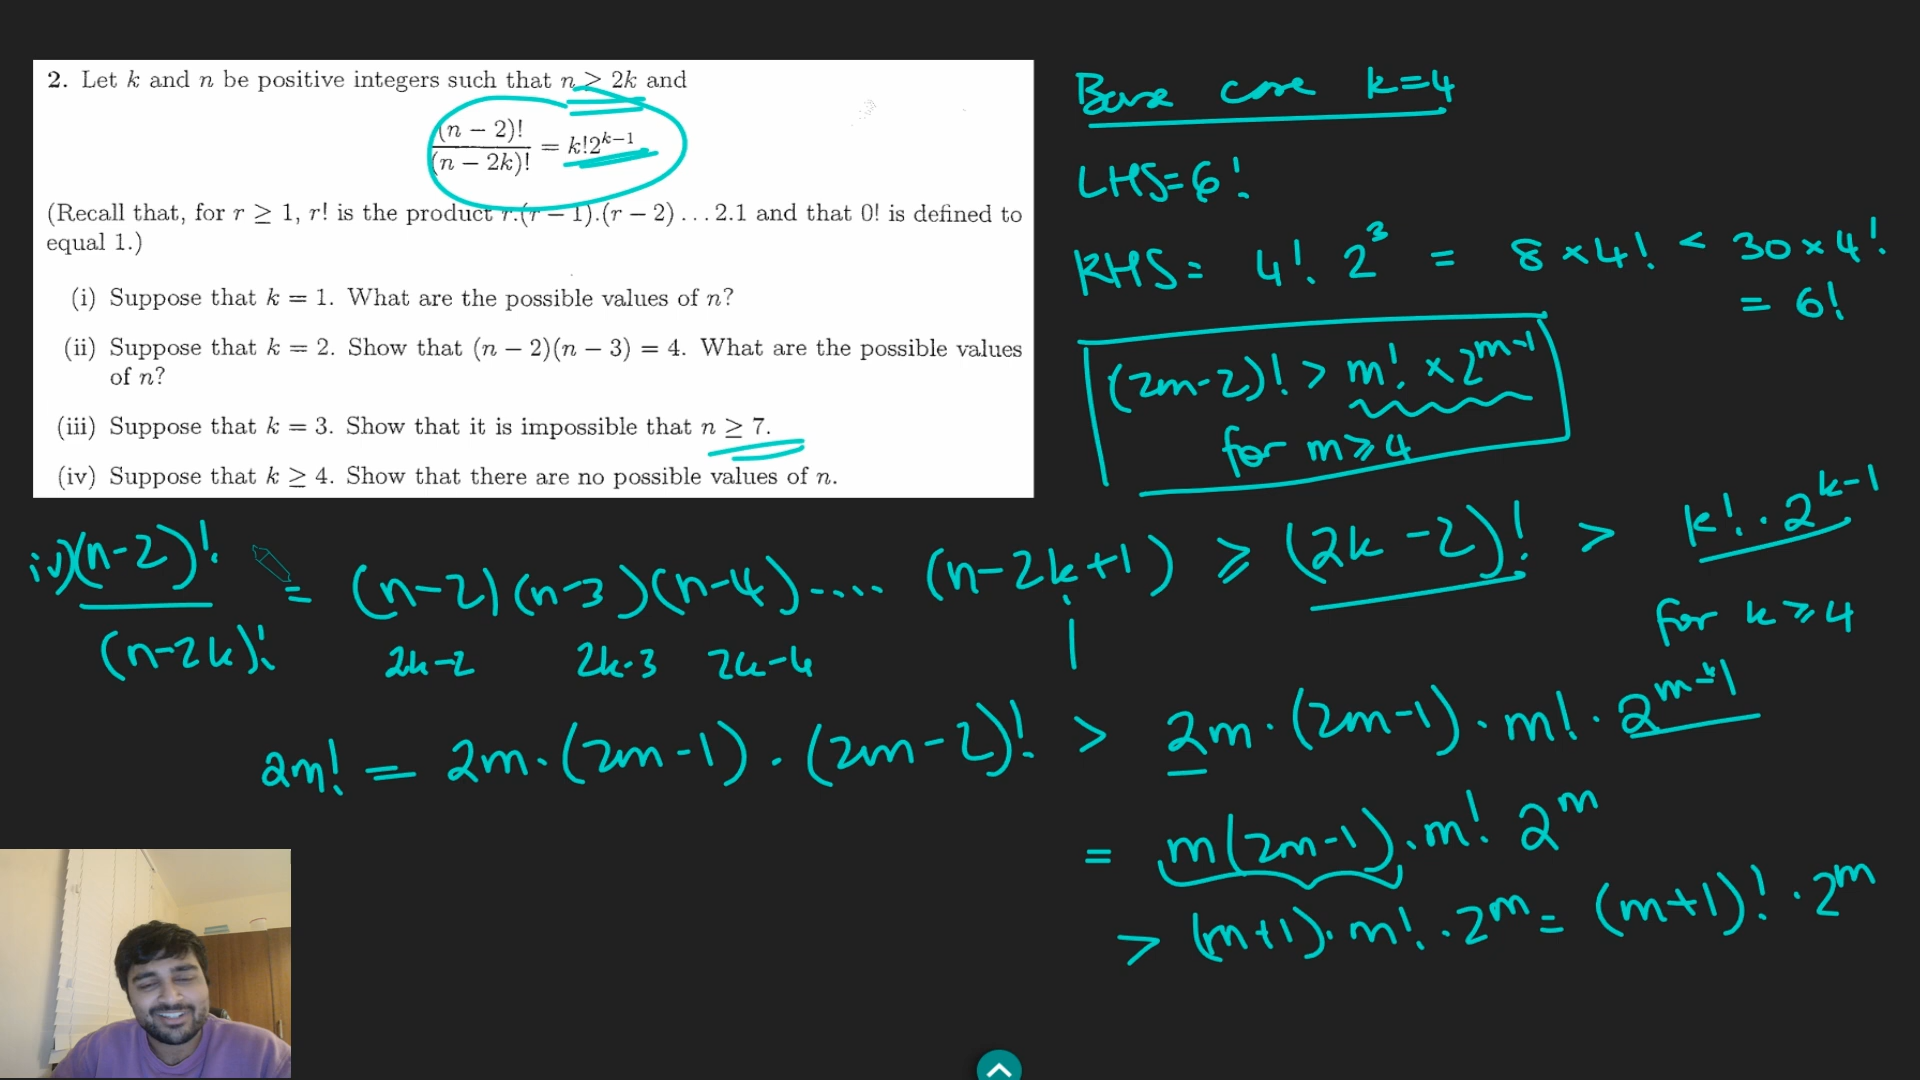 2. Let k and n be positive integers such that n ≥ 2k and
(n − 2)!
(n − 2k)! = k!2^{k−1}
(Recall that, for r ≥ 1, r! is the product r.(r − 1).(r − 2) . . . 2.1 and that 0! is defined to
equal 1.)
(i) Suppose that k = 1. What are the possible values of n?
(ii) Suppose that k = 2. Show that (n − 2)(n − 3) = 4. What are the possible values
of n?
(iii) Suppose that k = 3. Show that it is impossible that n ≥ 7.
(iv) Suppose that k ≥ 4. Show that there are no possible values of n.
Base case k=4
LHS=6!
RHS= 4!. 2^3 = 8×4! < 30×4!
= 6!
(2m-2)! > m! × 2^{m-1}
for m≥4
iv) (n-2)!
(n-2k)! = (n-2)(n-3)(n-4)..... (n-2k+1) ≥ (2k-2)! > k!.2^{k-1}
2k-2 2k-3 2k-4 1
for k≥4
2m! = 2m.(2m-1).(2m-2)! > 2m.(2m-1).m!.2^{m-1}
= m(2m-1).m! 2^m
> (m+1).m!.2^m = (m+1)!.2^m